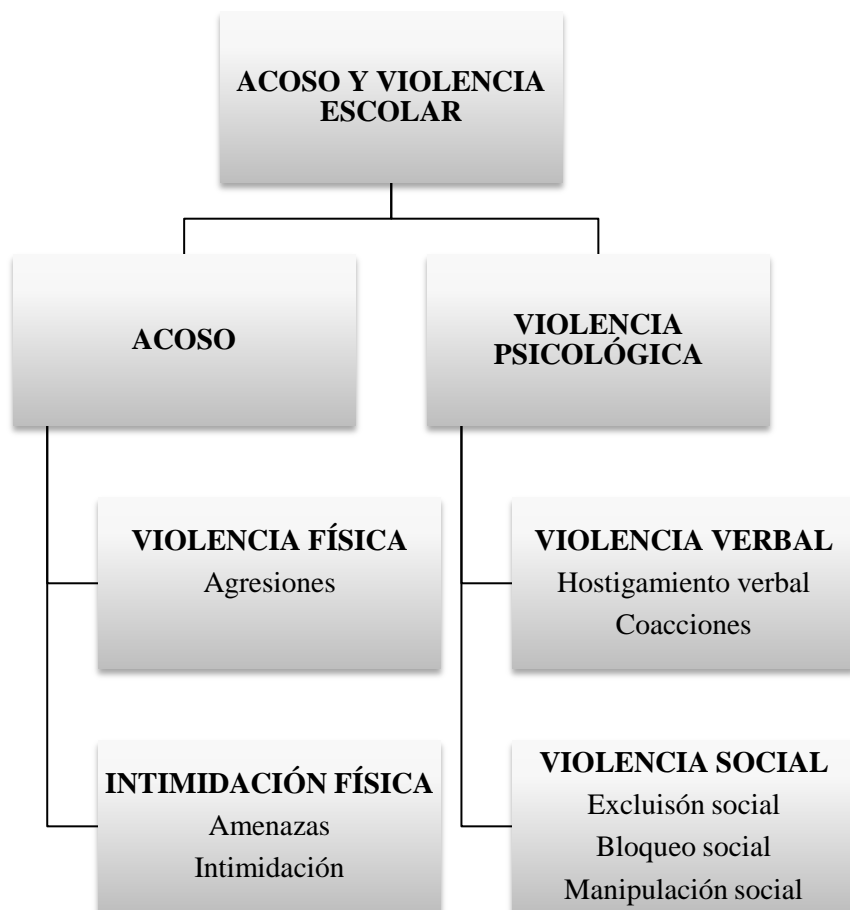 ACOSO Y VIOLENCIA
ESCOLAR
ACOSO
VIOLENCIA
PSICOLÓGICA
VIOLENCIA FÍSICA
Agresiones
VIOLENCIA VERBAL
Hostigamiento verbal
Coacciones
INTIMIDACIÓN FÍSICA
Amenazas
Intimidación
VIOLENCIA SOCIAL
Excluisón social
Bloqueo social
Manipulación social